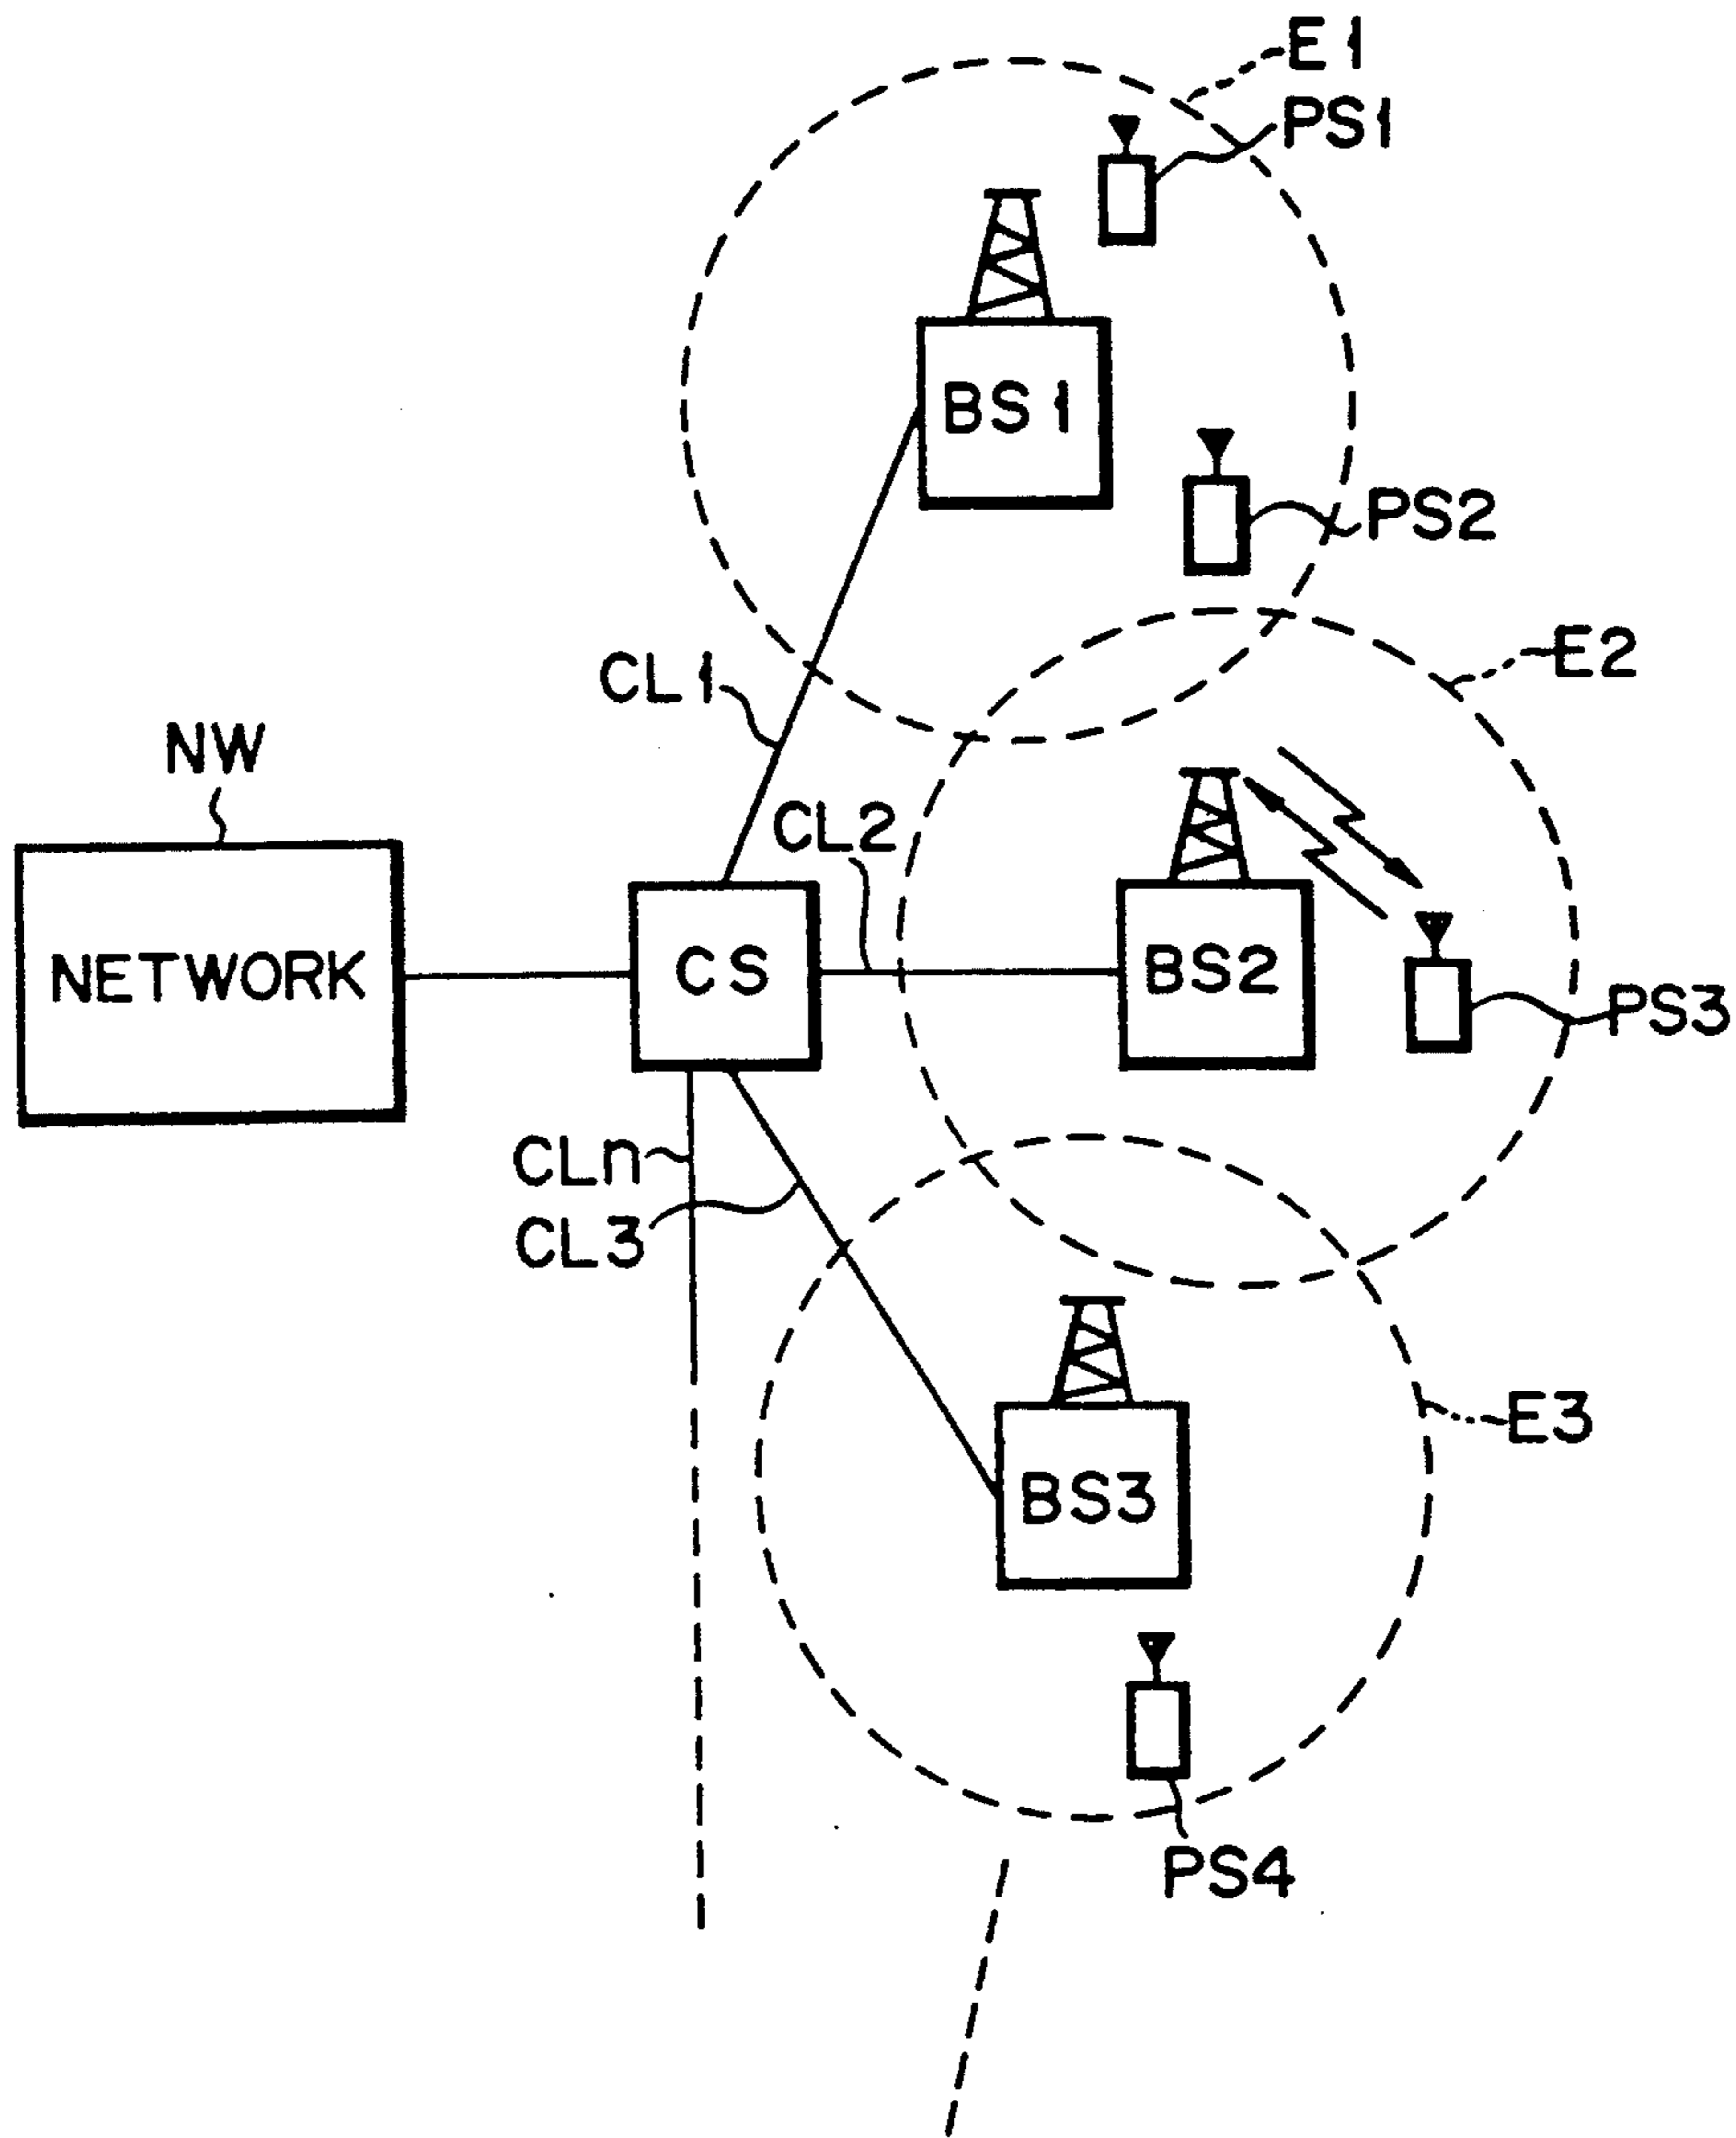 E1
PS1
BS1
PS2
E2
CL1
NW
CL2
NETWORK
CS
BS2
PS3
CLn
CL3
E3
BS3
PS4